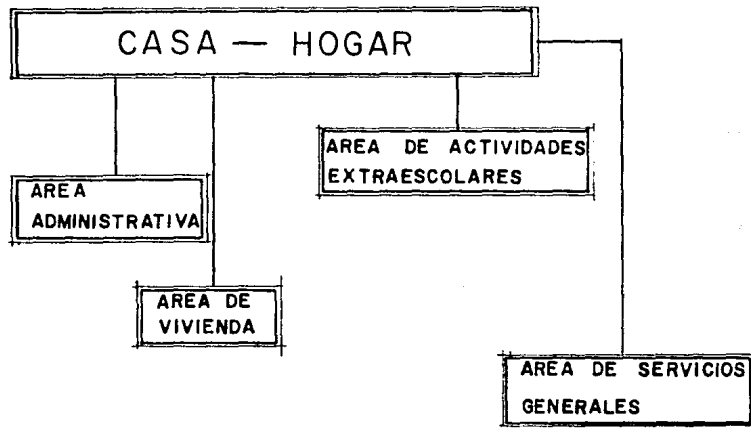 CASA — HOGAR
AREA DE ACTIVIDADES
EXTRAESCOLARES
AREA
ADMINISTRATIVA
AREA DE
VIVIENDA
AREA DE SERVICIOS
GENERALES